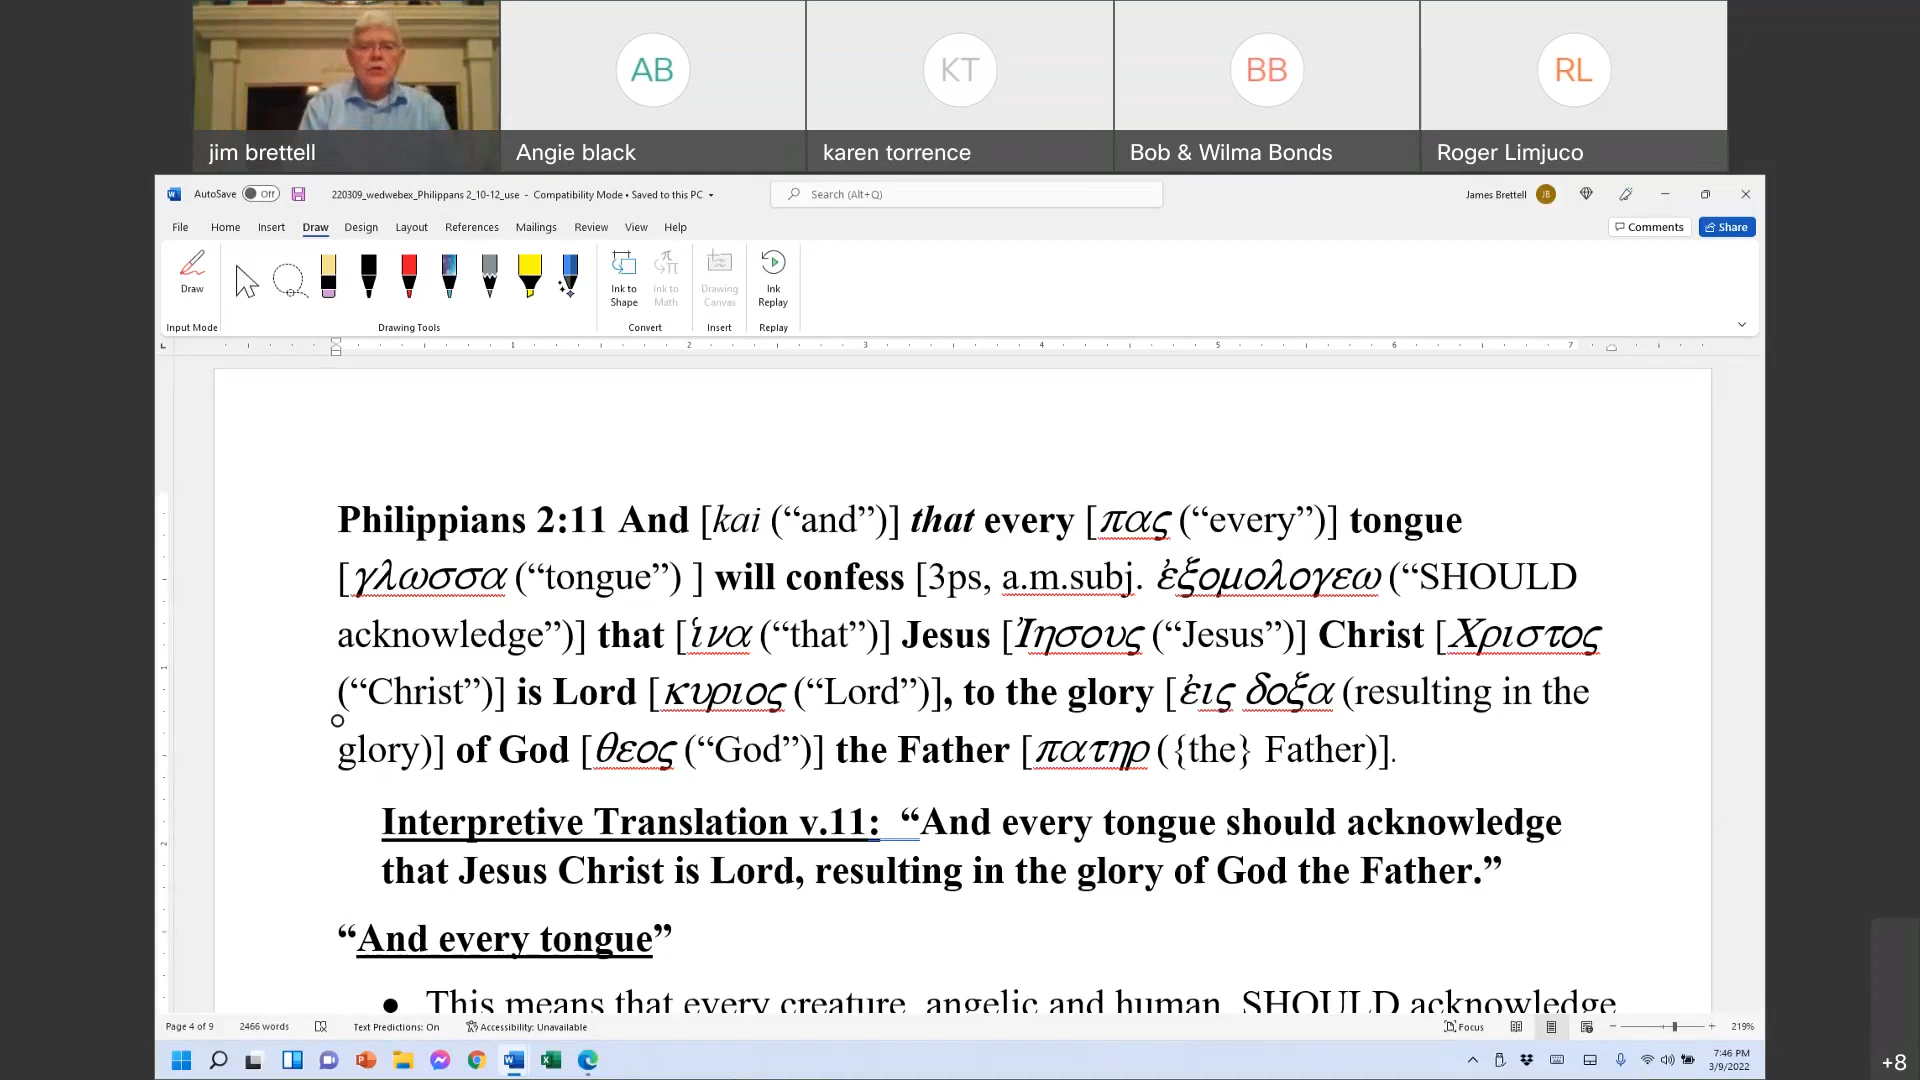 AB
KT
BB
RL
jim brettell
Angie black
karen torrence
Bob & Wilma Bonds
Roger Limjuco
AutoSave Off 220309_wedwebex_Philippans 2_10-12_use - Compatibility Mode • Saved to this PC Search (Alt+Q) James Brettell JB
File Home Insert Draw Design Layout References Mailings Review View Help Comments Share
Draw Ink to Shape Ink to Math Drawing Canvas Ink Replay
Input Mode Drawing Tools Convert Insert Replay
1 2 3 4 5 6 7
Philippians 2:11 And [kai (“and”)] that every [πας (“every”)] tongue
[γλωσσα (“tongue”) ] will confess [3ps, a.m.subj. ἐξομολογεω (“SHOULD
acknowledge”)] that [ἱνα (“that”)] Jesus [Ἰησους (“Jesus”)] Christ [Χριστος
(“Christ”)] is Lord [κυριος (“Lord”)], to the glory [ἐις δοξα (resulting in the
glory)] of God [θεος (“God”)] the Father [πατηρ ({the} Father)].
Interpretive Translation v.11: “And every tongue should acknowledge
that Jesus Christ is Lord, resulting in the glory of God the Father.”
“And every tongue”
• This means that every creature, angelic and human, SHOULD acknowledge
Page 4 of 9 2466 words Text Predictions: On Accessibility: Unavailable Focus 219%
7:46 PM
3/9/2022
+8